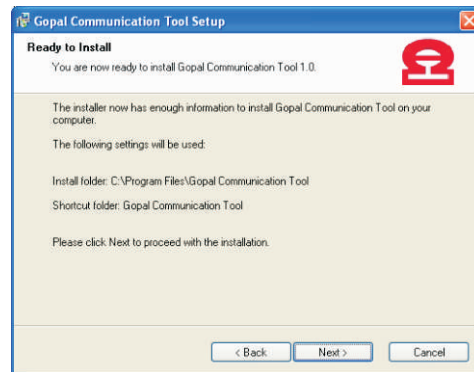 Gopal Communication Tool Setup
Ready to Install
You are now ready to install Gopal Communication Tool 1.0.
The installer now has enough information to install Gopal Communication Tool on your
computer.
The following settings will be used:
Install folder: C:\Program Files\Gopal Communication Tool
Shortcut folder: Gopal Communication Tool
Please click Next to proceed with the installation.
< Back
Next >
Cancel